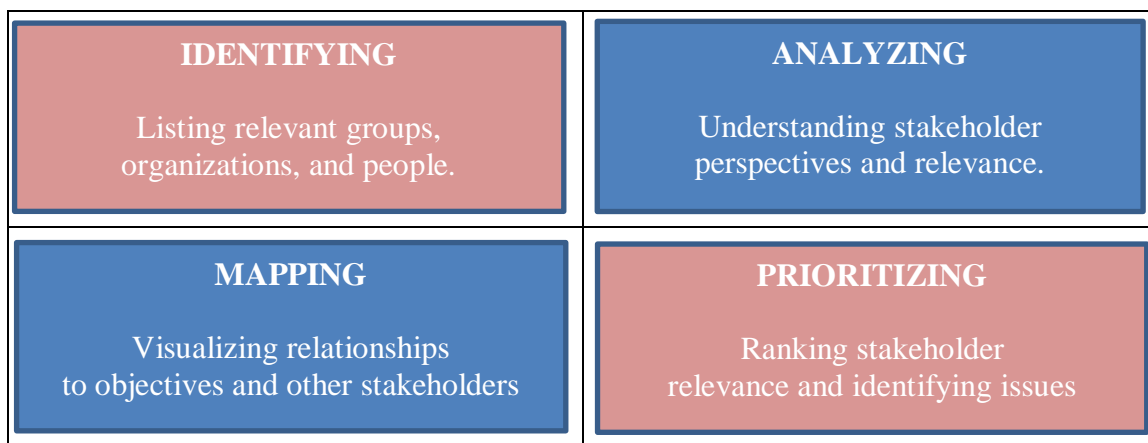 IDENTIFYING
Listing relevant groups,
organizations, and people.
ANALYZING
Understanding stakeholder
perspectives and relevance.
MAPPING
Visualizing relationships
to objectives and other stakeholders
PRIORITIZING
Ranking stakeholder
relevance and identifying issues